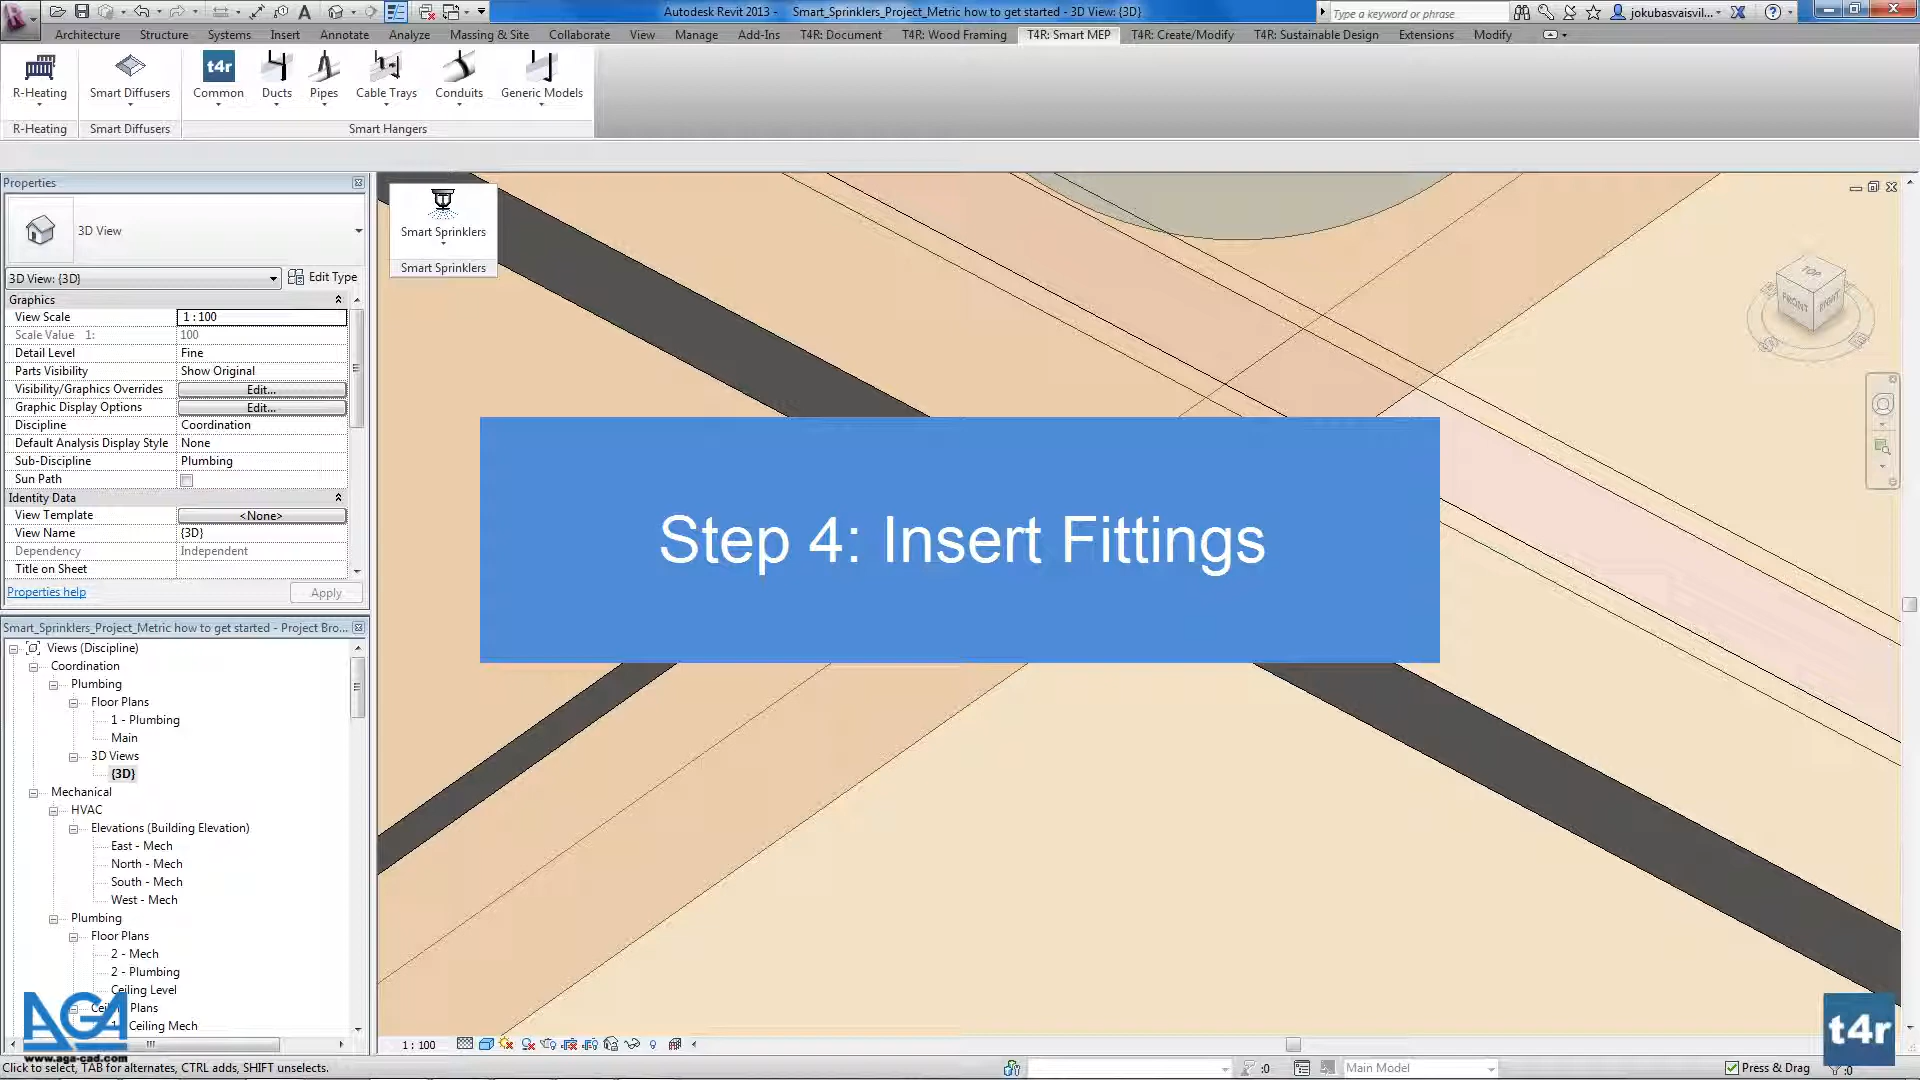 Autodesk Revit 2013 - Smart_Sprinklers_Project_Metric how to get started - 3D View: {3D}
Type a keyword or phrase
jokubasvaisvil...
Architecture Structure Systems Insert Annotate Analyze Massing & Site Collaborate View Manage Add-Ins T4R: Document T4R: Wood Framing T4R: Smart MEP T4R: Create/Modify T4R: Sustainable Design Extensions Modify
t4r
R-Heating Smart Diffusers Common Ducts Pipes Cable Trays Conduits Generic Models
R-Heating Smart Diffusers Smart Hangers
Properties
3D View
3D View: {3D} Edit Type
Graphics
View Scale 1 : 100
Scale Value 1: 100
Detail Level Fine
Parts Visibility Show Original
Visibility/Graphics Overrides Edit...
Graphic Display Options Edit...
Discipline Coordination
Default Analysis Display Style None
Sub-Discipline Plumbing
Sun Path
Identity Data
View Template <None>
View Name {3D}
Dependency Independent
Title on Sheet
Properties help Apply
Smart Sprinklers
Smart Sprinklers
TOP
FRONT RIGHT
Step 4: Insert Fittings
Smart_Sprinklers_Project_Metric how to get started - Project Bro...
Views (Discipline)
Coordination
Plumbing
Floor Plans
1 - Plumbing
Main
3D Views
{3D}
Mechanical
HVAC
Elevations (Building Elevation)
East - Mech
North - Mech
South - Mech
West - Mech
Plumbing
Floor Plans
2 - Mech
2 - Plumbing
Ceiling Level
Plans
Ceiling Mech
AGA
www.aga-cad.com
1 : 100
t4r
Click to select, TAB for alternates, CTRL adds, SHIFT unselects.
:0
Main Model
Press & Drag
:0